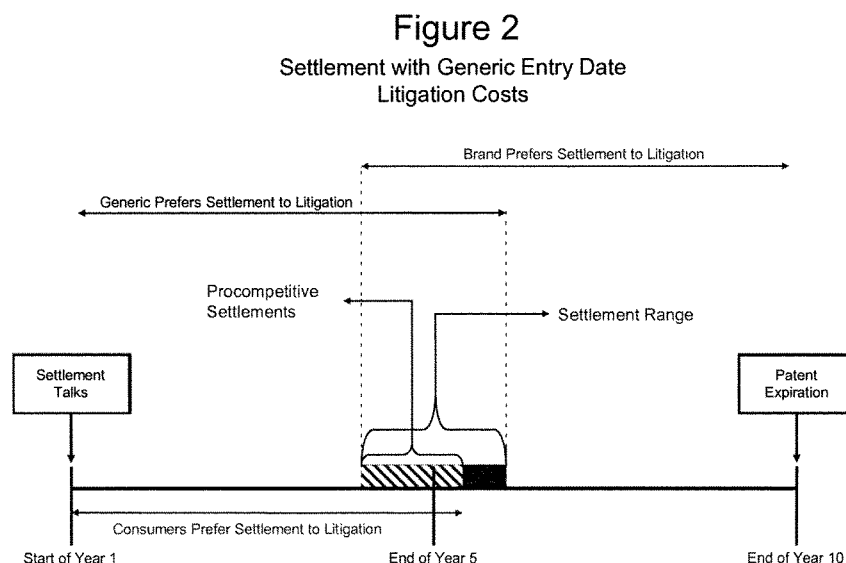 Figure 2
Settlement with Generic Entry Date
Litigation Costs
Brand Prefers Settlement to Litigation
Generic Prefers Settlement to Litigation
Procompetitive
Settlements
Settlement Range
Settlement
Talks
Patent
Expiration
Consumers Prefer Settlement to Litigation
Start of Year 1
End of Year 5
End of Year 10